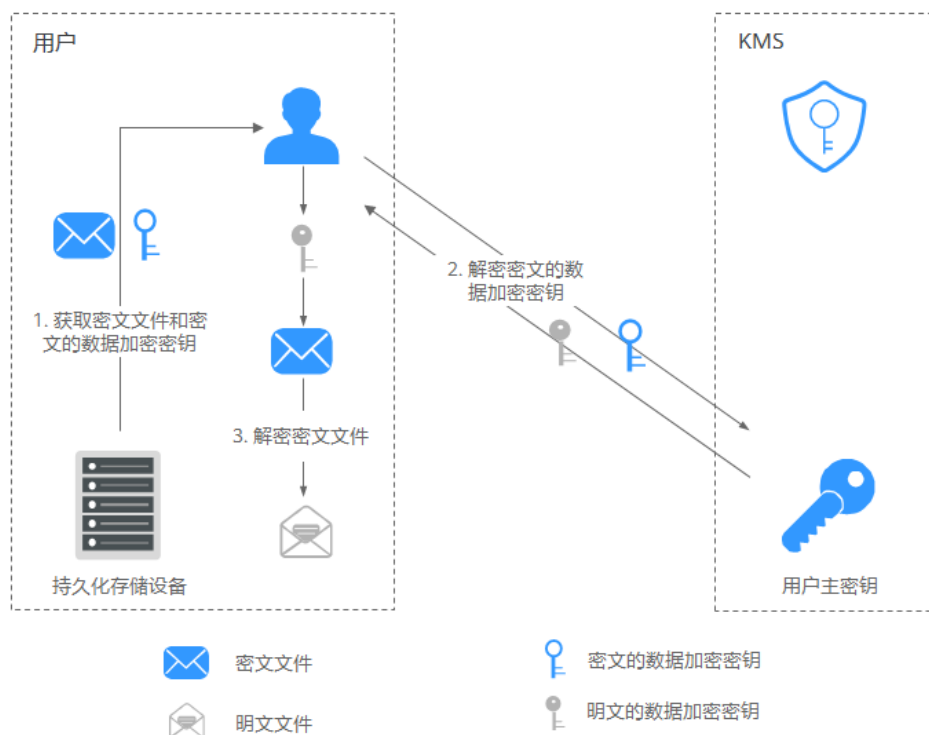 用户
KMS
1. 获取密文文件和密
文的数据加密密钥
2. 解密密文的数
据加密密钥
3. 解密密文文件
持久化存储设备
用户主密钥
密文文件
密文的数据加密密钥
明文文件
明文的数据加密密钥